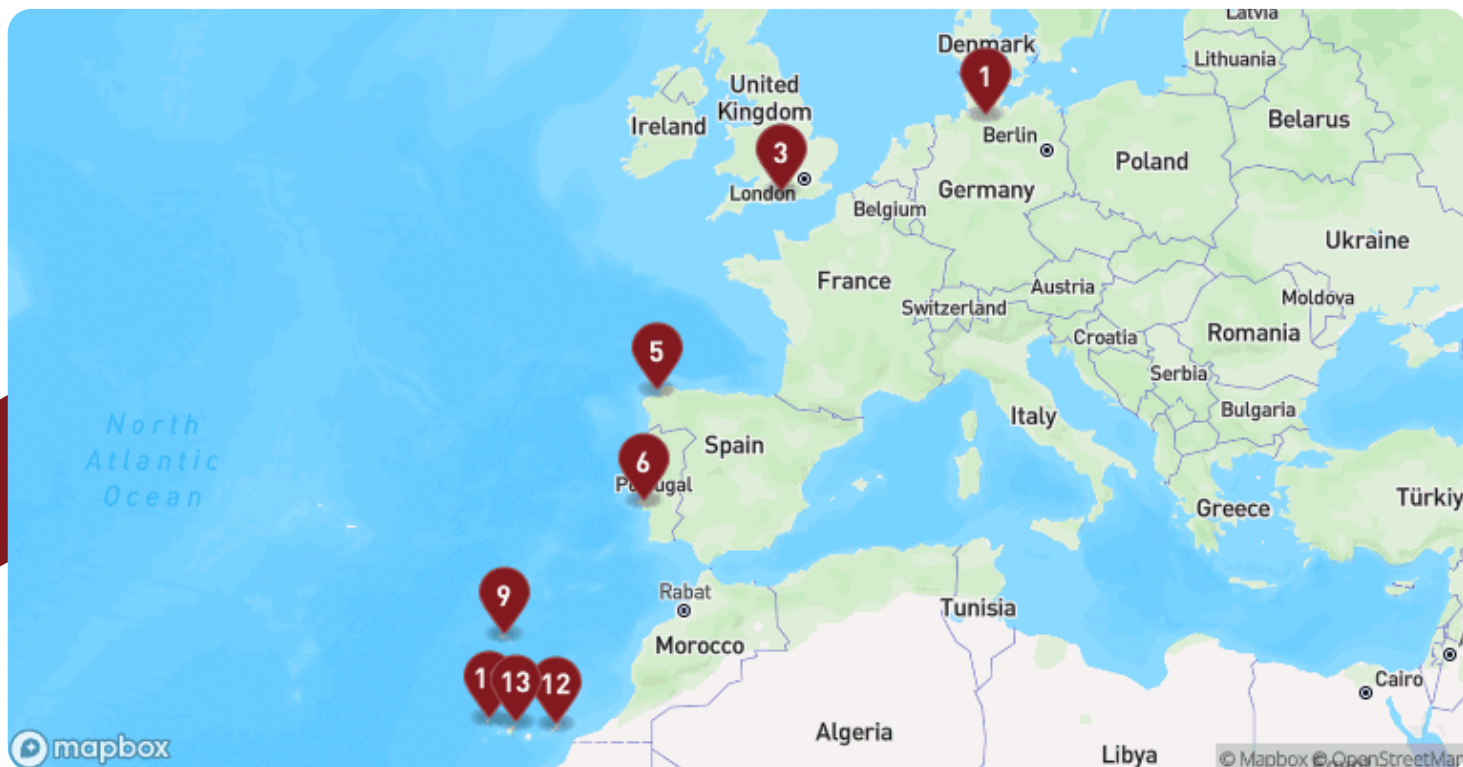 Latvia
Denmark
Lithuania
1
United
Kingdom
Ireland
Belarus
Berlin
3
Poland
London
Germany
Belgium
Ukraine
France
Austria
Switzerland
Moldova
Croatia
Romania
5
Serbia
Bulgaria
Italy
North
Atlantic
Ocean
Spain
6
Portugal
Greece
Türkiy
9
Rabat
Tunisia
Morocco
1
13
12
Cairo
Algeria
Libya
mapbox
© Mapbox © OpenStreetMap